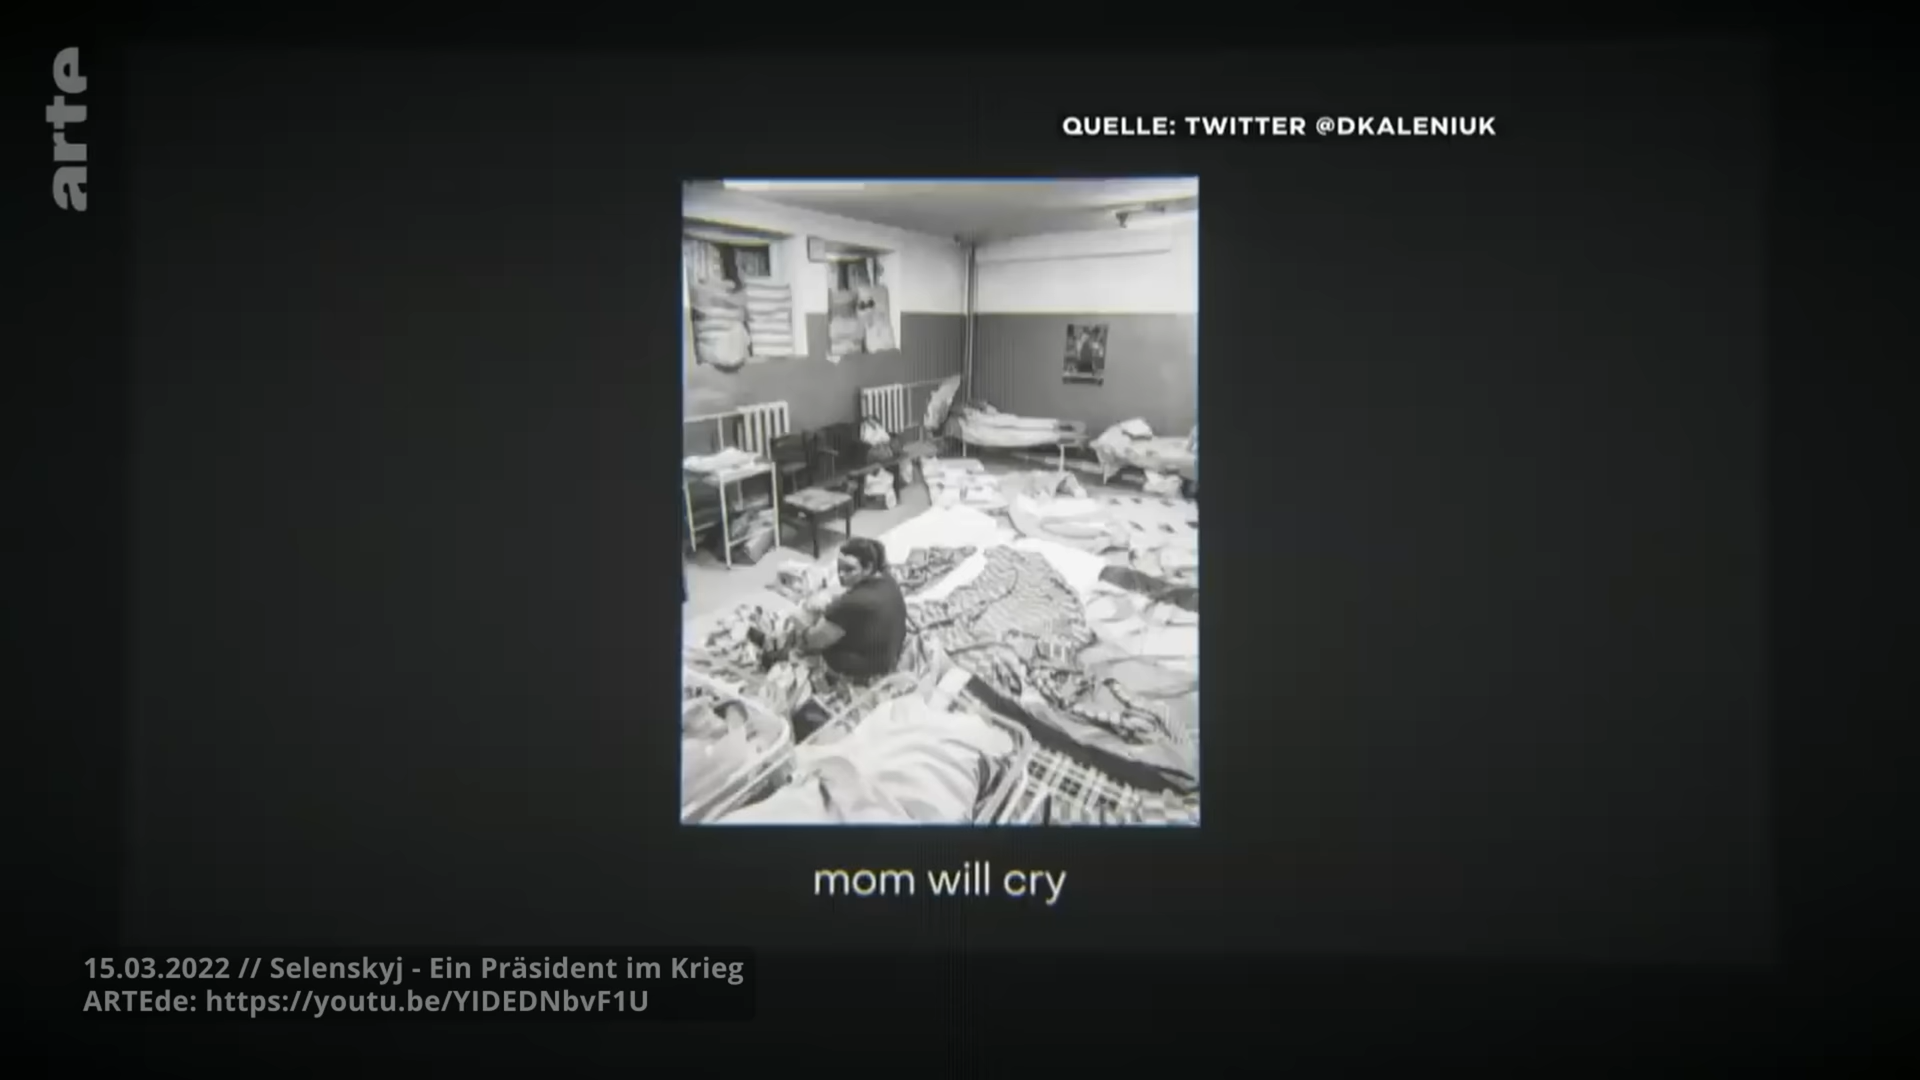 arte
QUELLE: TWITTER @DKALENIUK
mom will cry
15.03.2022 // Selenskyj - Ein Präsident im Krieg
ARTEde: https://youtu.be/YIDEDNbvF1U